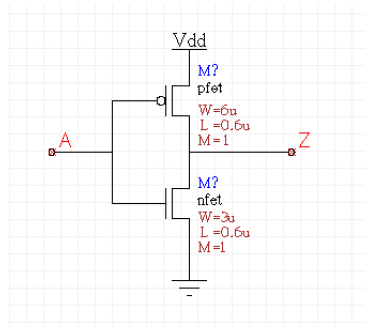 Vdd
M?
pfet
A
W=6u
L=0.6u
M=1
Z
M?
nfet
W=3u
L=0.6u
M=1